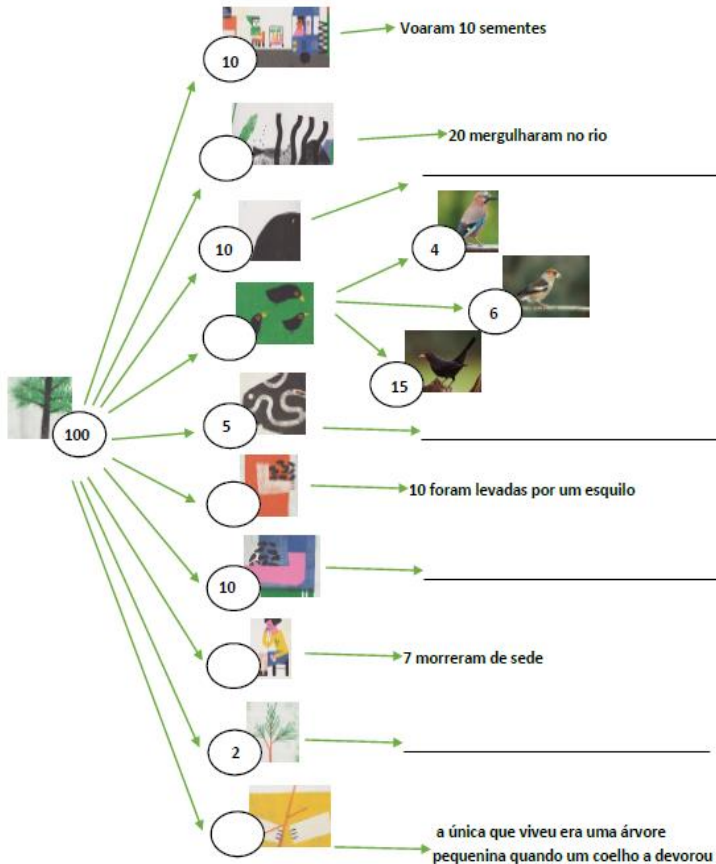 10
Voaram 10 sementes
20 mergulharam no rio
10
4
6
15
100
5
10 foram levadas por um esquilo
10
7 morreram de sede
2
a única que viveu era uma árvore
pequenina quando um coelho a devorou